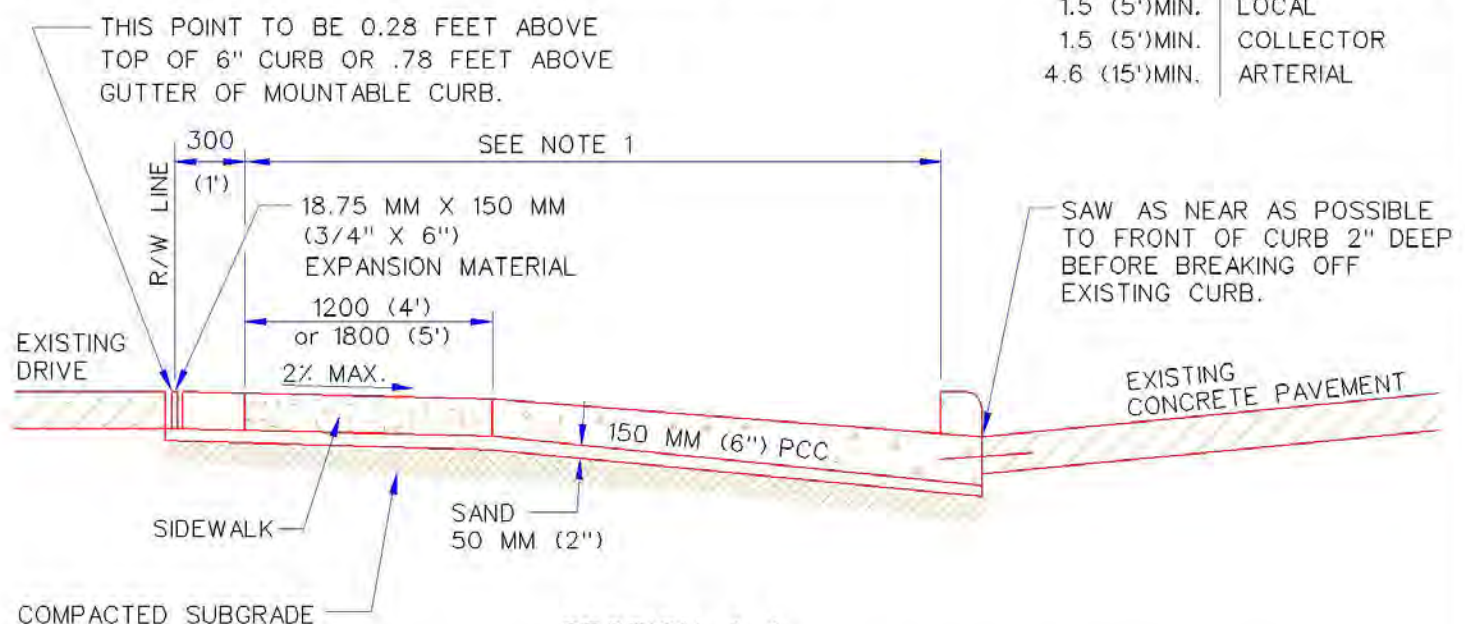 THIS POINT TO BE 0.28 FEET ABOVE
TOP OF 6" CURB OR .78 FEET ABOVE
GUTTER OF MOUNTABLE CURB.
1.5 (5')MIN. LOCAL
1.5 (5')MIN. COLLECTOR
4.6 (15')MIN. ARTERIAL
300
(1')
SEE NOTE 1
R/W LINE
18.75 MM X 150 MM
(3/4" X 6")
EXPANSION MATERIAL
SAW AS NEAR AS POSSIBLE
TO FRONT OF CURB 2" DEEP
BEFORE BREAKING OFF
EXISTING CURB.
1200 (4')
or 1800 (5')
2% MAX.
EXISTING
DRIVE
EXISTING
CONCRETE PAVEMENT
150 MM (6") PCC
SIDEWALK
SAND
50 MM (2")
COMPACTED SUBGRADE